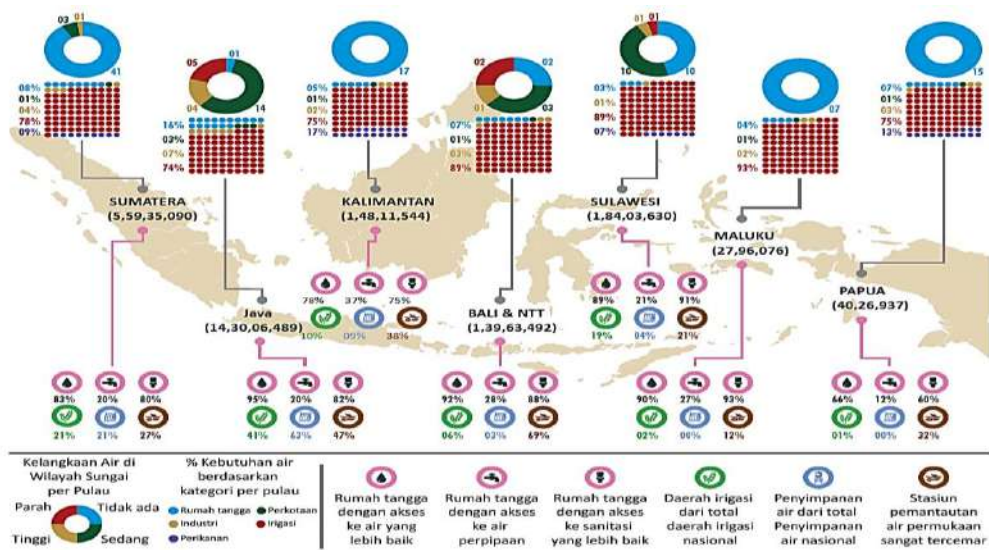 03 01
41
08%
01%
04%
78%
09%
SUMATERA
(5,59,35,090)
05 01
04 14
16%
03%
07%
74%
Java
(14,30,06,489)
17
05%
01%
02%
75%
17%
KALIMANTAN
(1,48,11,544)
02 02
01 03
07%
01%
03%
89%
BALI & NTT
(1,39,63,492)
01 01
10 10
03%
01%
89%
07%
SULAWESI
(1,84,03,630)
07
04%
01%
02%
93%
MALUKU
(27,96,076)
15
07%
01%
03%
75%
13%
PAPUA
(40,26,937)
78% 37% 75%
10% 09% 38%
89% 21% 91%
19% 04% 21%
83% 20% 80%
21% 21% 27%
95% 20% 82%
41% 63% 47%
92% 28% 88%
06% 03% 69%
90% 27% 93%
02% 00% 12%
66% 12% 60%
01% 00% 32%
Kelangkaan Air di
Wilayah Sungai
per Pulau
Parah Tidak ada
Tinggi Sedang
% Kebutuhan air
berdasarkan
kategori per pulau
Rumah tangga Perkotaan
Industri Irigasi
Perikanan
Rumah tangga
dengan akses
ke air yang
lebih baik
Rumah tangga
dengan akses
ke air
perpipaan
Rumah tangga
dengan akses
ke sanitasi
yang lebih baik
Daerah irigasi
dari total
daerah irigasi
nasional
Penyimpanan
air dari total
Penyimpanan
air nasional
Stasiun
pemantautan
air permukaan
sangat tercemar